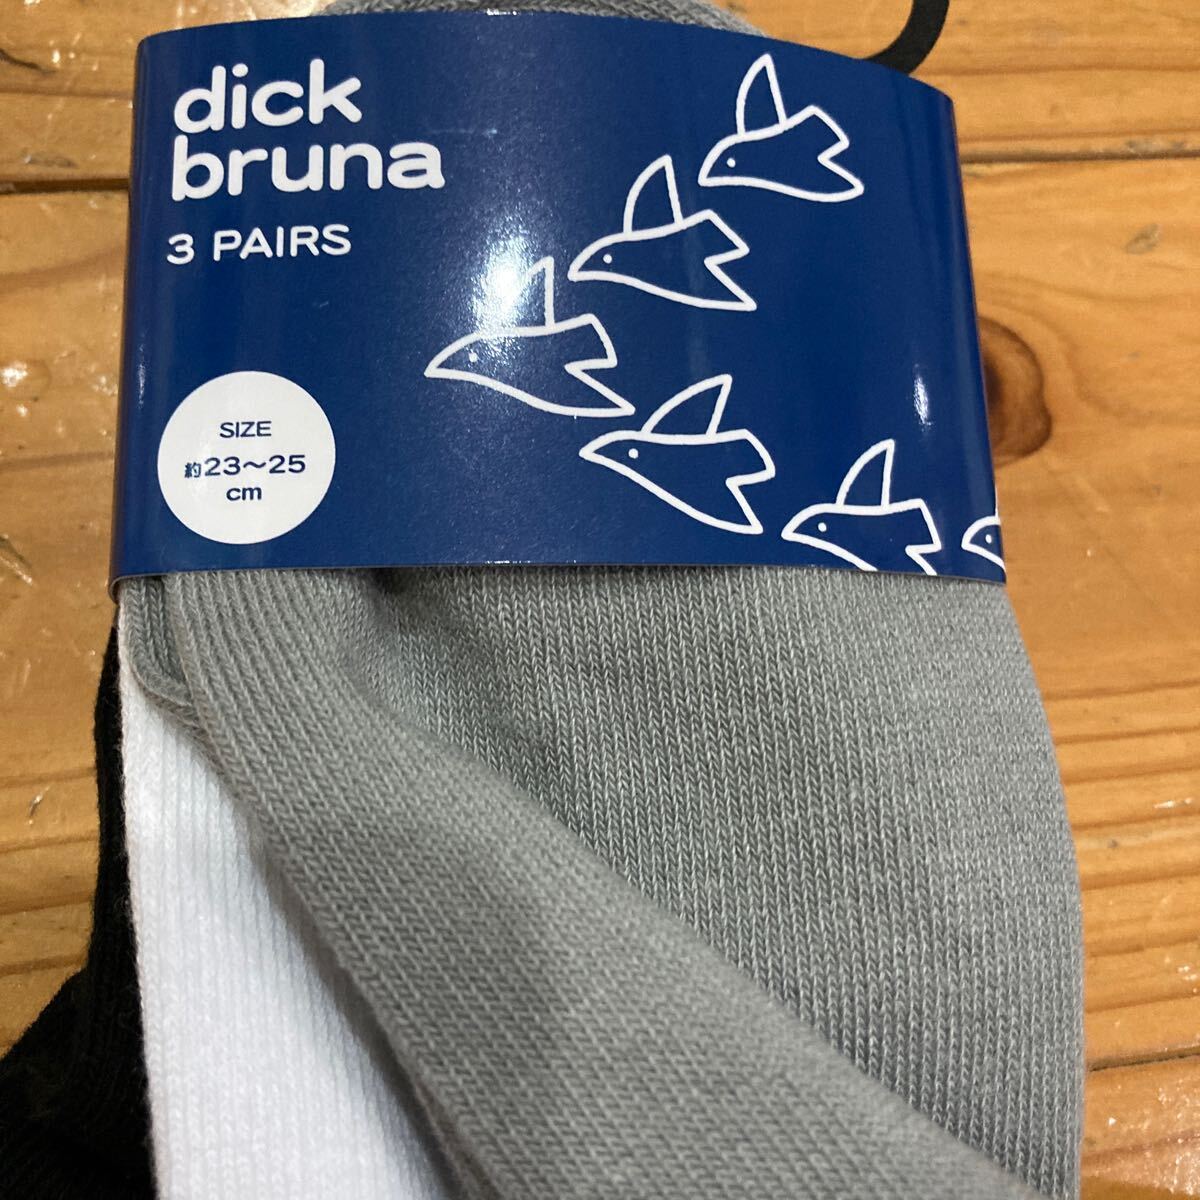 dick
bruna
3 PAIRS
SIZE
約23～25
cm